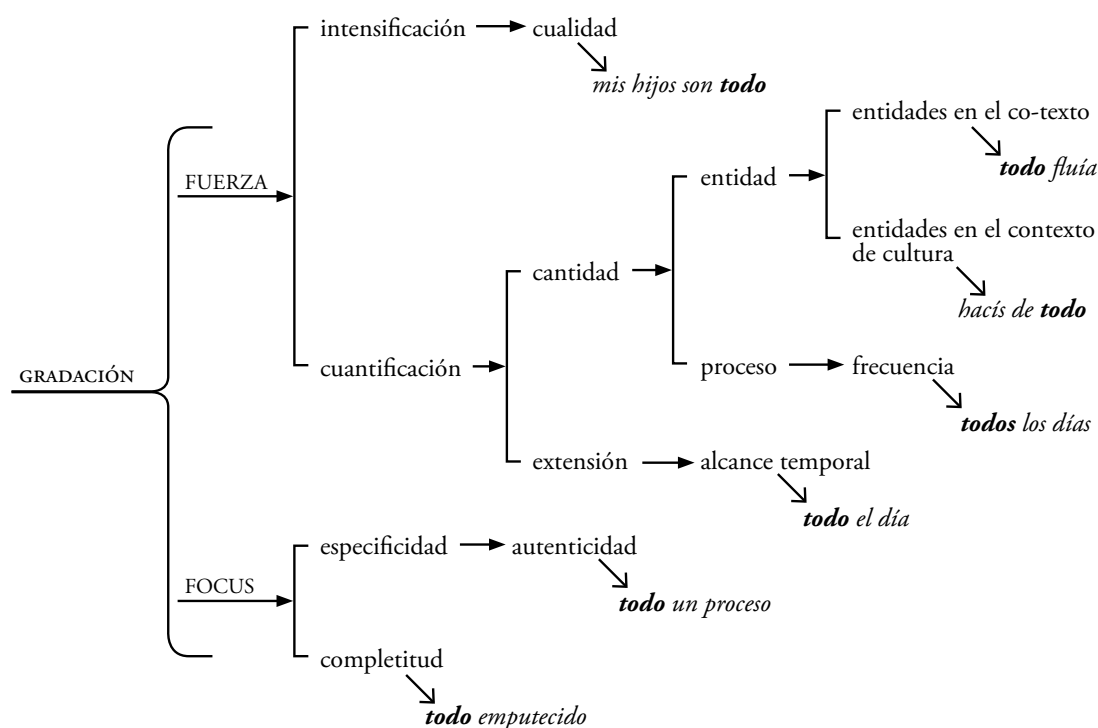 intensificación
cualidad
mis hijos son todo
entidades en el co-texto
todo fluía
FUERZA
entidad
entidades en el contexto
de cultura
hacís de todo
cantidad
cuantificación
proceso
frecuencia
todos los días
GRADACIÓN
extensión
alcance temporal
todo el día
especificidad
autenticidad
todo un proceso
FOCUS
completitud
todo emputecido